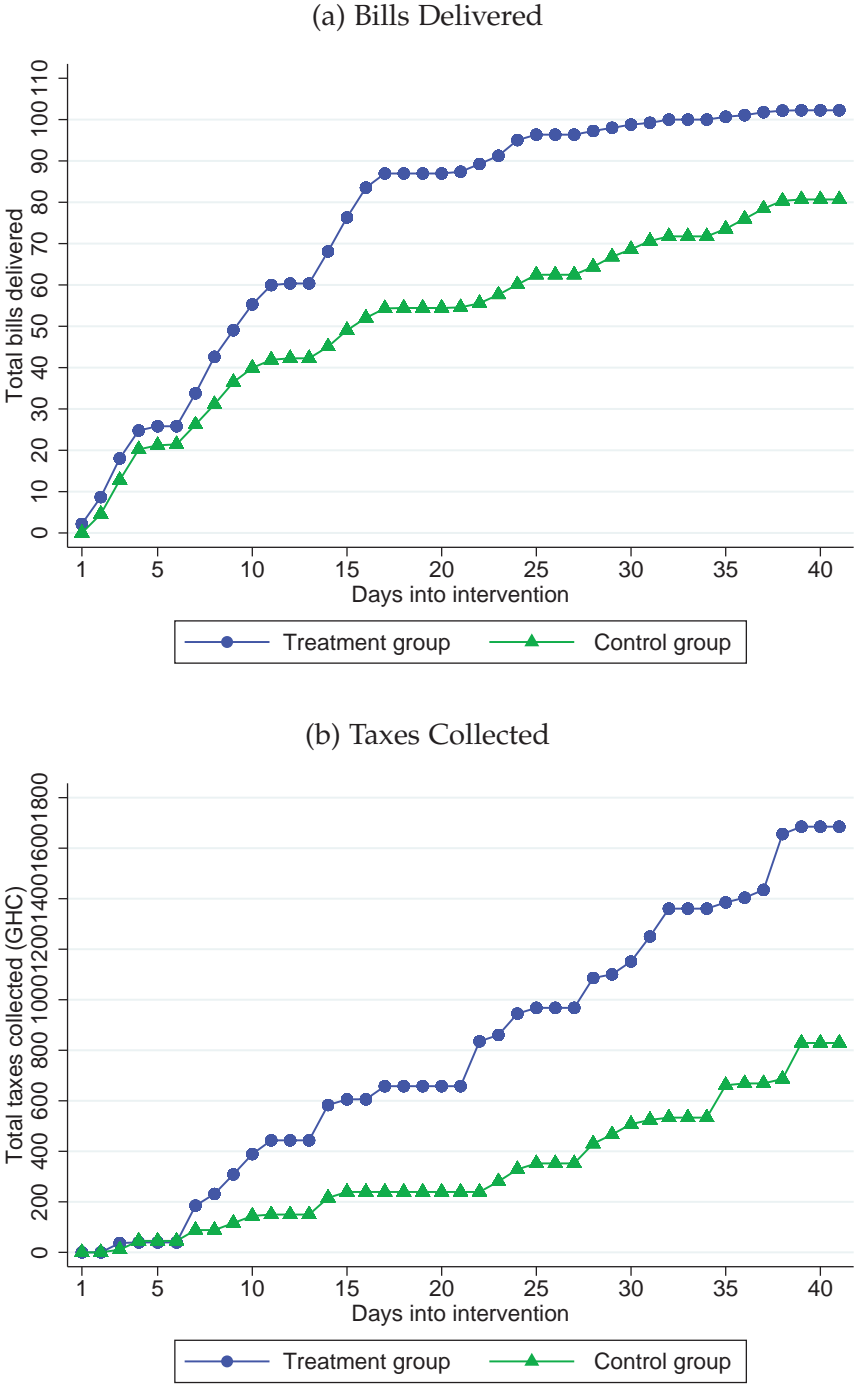 (a) Bills Delivered
Total bills delivered
110
100
90
80
70
60
50
40
30
20
10
0
1 5 10 15 20 25 30 35 40
Days into intervention
Treatment group Control group
(b) Taxes Collected
Total taxes collected (GHC)
1800
1600
1400
1200
1000
800
600
400
200
0
1 5 10 15 20 25 30 35 40
Days into intervention
Treatment group Control group